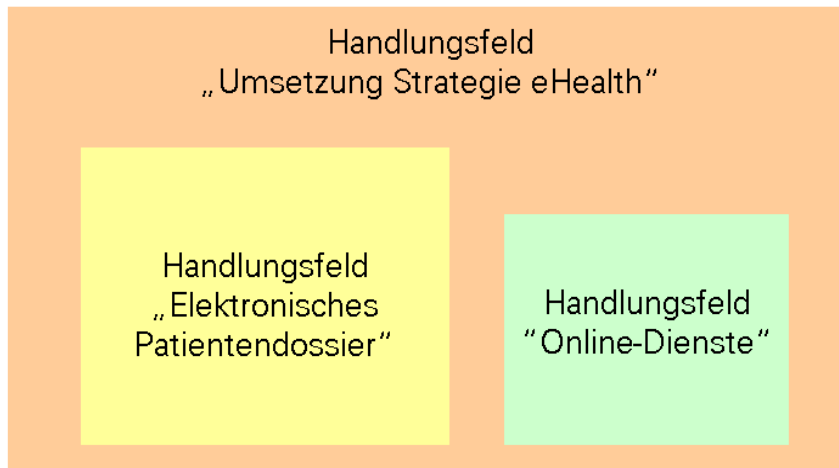 Handlungsfeld
„Umsetzung Strategie eHealth“
Handlungsfeld
„Elektronisches
Patientendossier“
Handlungsfeld
“Online-Dienste“